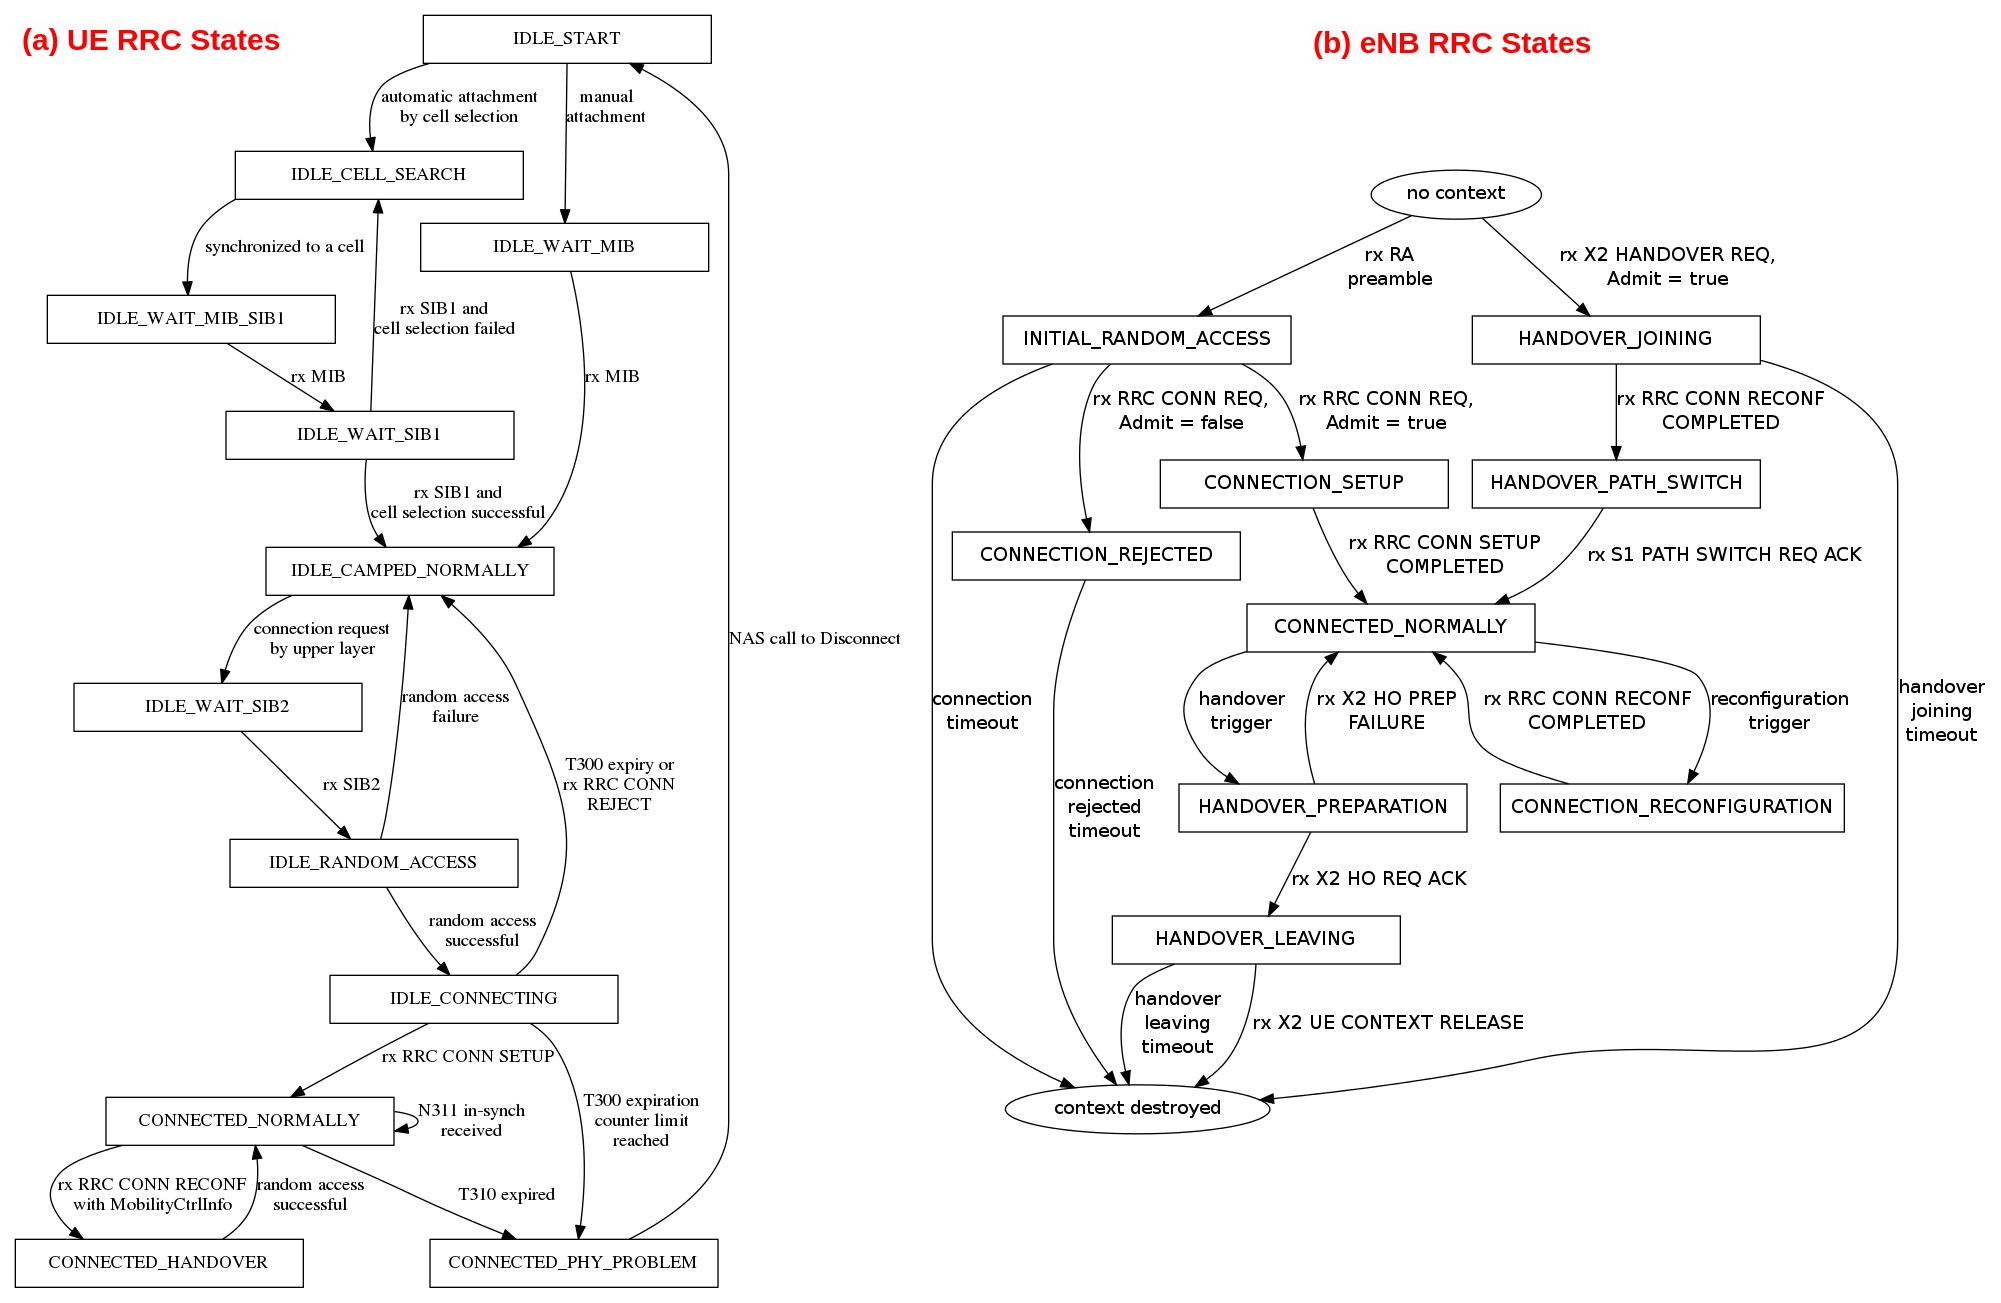 (a) UE RRC States
IDLE_START
automatic attachment
by cell selection
manual
attachment
IDLE_CELL_SEARCH
synchronized to a cell
IDLE_WAIT_MIB
IDLE_WAIT_MIB_SIB1
rx SIB1 and
cell selection failed
rx MIB
rx MIB
IDLE_WAIT_SIB1
rx SIB1 and
cell selection successful
IDLE_CAMPED_NORMALLY
connection request
by upper layer
NAS call to Disconnect
IDLE_WAIT_SIB2
random access
failure
rx SIB2
T300 expiry or
rx RRC CONN
REJECT
IDLE_RANDOM_ACCESS
random access
successful
IDLE_CONNECTING
rx RRC CONN SETUP
T300 expiration
counter limit
reached
CONNECTED_NORMALLY
N311 in-synch
received
rx RRC CONN RECONF
with MobilityCtrlInfo
random access
successful
T310 expired
CONNECTED_HANDOVER
CONNECTED_PHY_PROBLEM
(b) eNB RRC States
no context
rx RA
preamble
rx X2 HANDOVER REQ,
Admit = true
INITIAL_RANDOM_ACCESS
HANDOVER_JOINING
rx RRC CONN REQ,
Admit = false
rx RRC CONN REQ,
Admit = true
rx RRC CONN RECONF
COMPLETED
CONNECTION_SETUP
HANDOVER_PATH_SWITCH
CONNECTION_REJECTED
rx RRC CONN SETUP
COMPLETED
rx S1 PATH SWITCH REQ ACK
CONNECTED_NORMALLY
connection
timeout
handover
trigger
rx X2 HO PREP
FAILURE
rx RRC CONN RECONF
COMPLETED
reconfiguration
trigger
handover
joining
timeout
connection
rejected
timeout
HANDOVER_PREPARATION
CONNECTION_RECONFIGURATION
rx X2 HO REQ ACK
HANDOVER_LEAVING
handover
leaving
timeout
rx X2 UE CONTEXT RELEASE
context destroyed